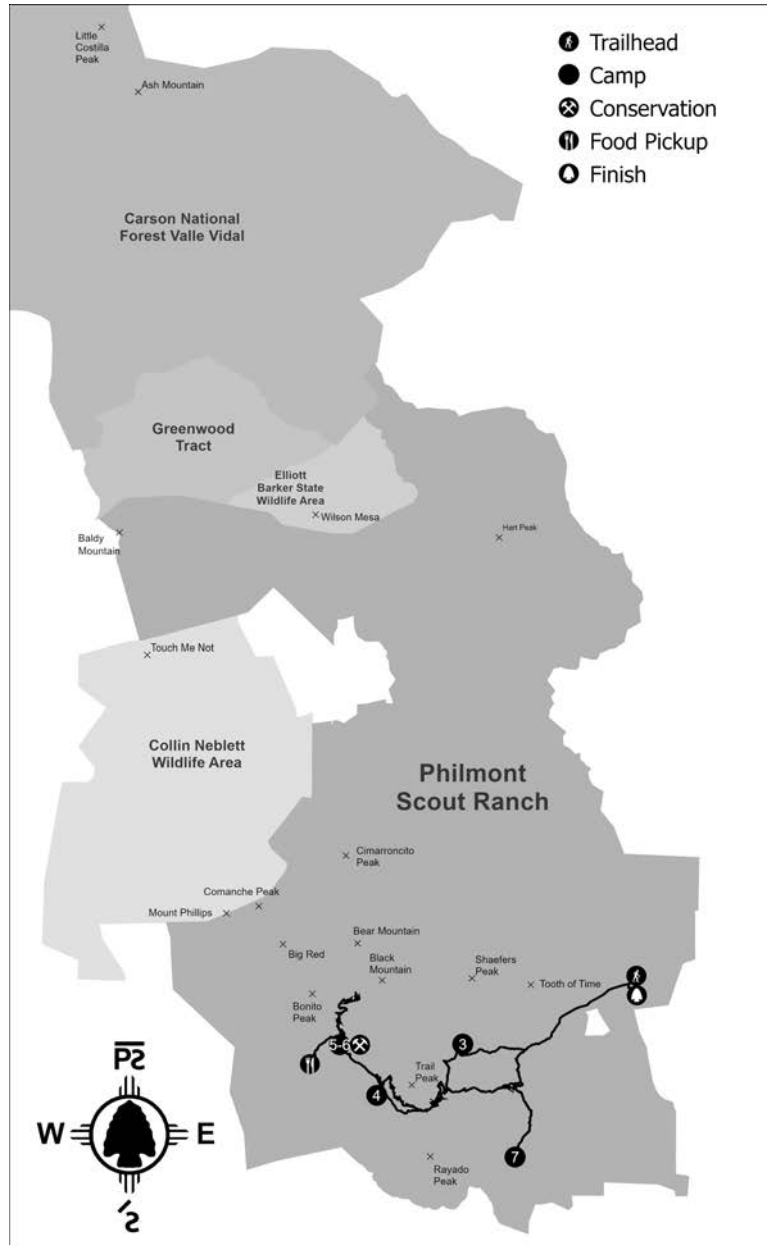 Little
Costilla
Peak
Ash Mountain
Trailhead
Camp
Conservation
Food Pickup
Finish
Carson National
Forest Valle Vidal
Greenwood
Tract
Elliott
Barker State
Wildlife Area
Wilson Mesa
Hart Peak
Baldy
Mountain
Touch Me Not
Collin Neblett
Wildlife Area
Philmont
Scout Ranch
Cimarroncito
Peak
Comanche Peak
Mount Phillips
Bear Mountain
Big Red
Black
Mountain
Shaefers
Peak
Tooth of Time
Bonito
Peak
5-6
3
Trail
Peak
4
7
Rayado
Peak
W
E